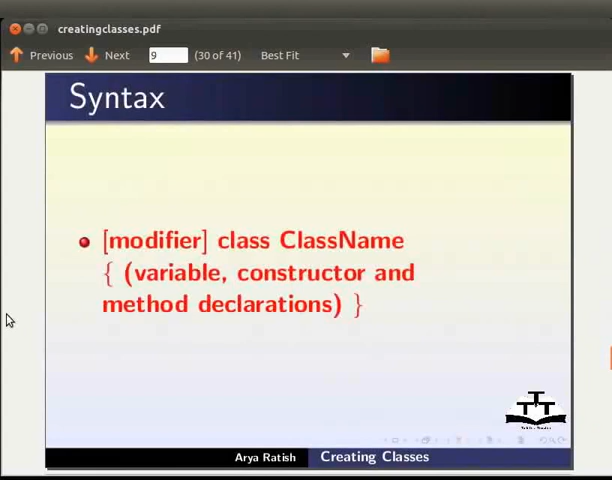 creatingclasses.pdf
Previous Next 9 (30 of 41) Best Fit
Syntax
[modifier] class ClassName
{ (variable, constructor and
method declarations) }
TTT
Arya Ratish Creating Classes